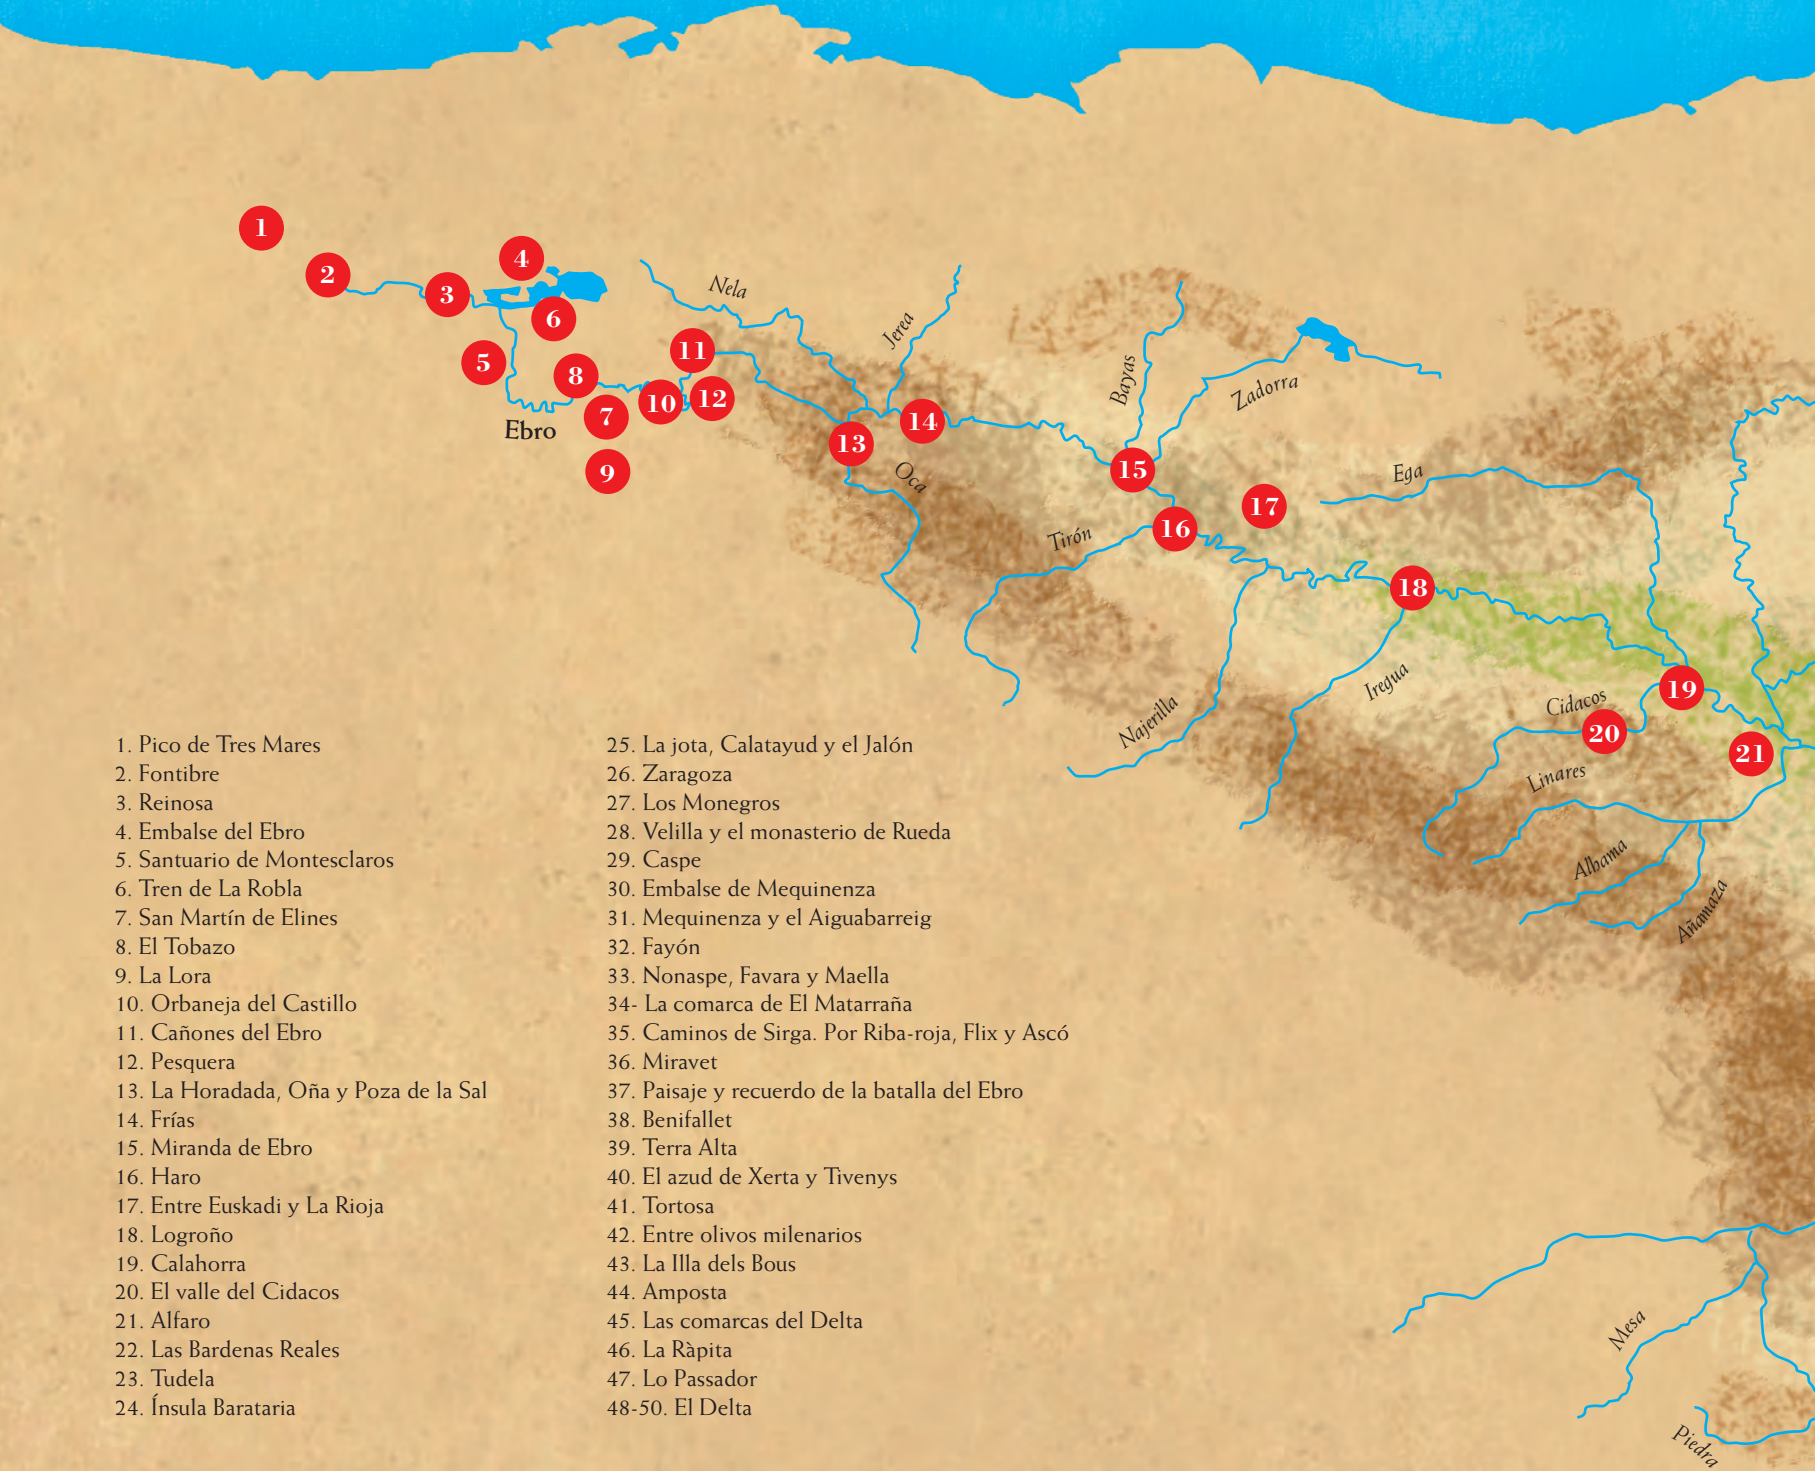 1
2
3
4
5
6
7
8
9
10
11
12
13
14
15
16
17
18
19
20
21
Nela
Jerea
Bayas
Zadorra
Ebro
Oca
Ega
Tirón
Najerilla
Iregua
Cidacos
Linares
Alhama
Añamaza
Mesa
Piedra
1. Pico de Tres Mares
2. Fontibre
3. Reinosa
4. Embalse del Ebro
5. Santuario de Montesclaros
6. Tren de La Robla
7. San Martín de Elines
8. El Tobazo
9. La Lora
10. Orbaneja del Castillo
11. Cañones del Ebro
12. Pesquera
13. La Horadada, Oña y Poza de la Sal
14. Frías
15. Miranda de Ebro
16. Haro
17. Entre Euskadi y La Rioja
18. Logroño
19. Calahorra
20. El valle del Cidacos
21. Alfaro
22. Las Bardenas Reales
23. Tudela
24. Ínsula Barataria
25. La jota, Calatayud y el Jalón
26. Zaragoza
27. Los Monegros
28. Velilla y el monasterio de Rueda
29. Caspe
30. Embalse de Mequinenza
31. Mequinenza y el Aiguabarreig
32. Fayón
33. Nonaspe, Favara y Maella
34- La comarca de El Matarraña
35. Caminos de Sirga. Por Riba-roja, Flix y Ascó
36. Miravet
37. Paisaje y recuerdo de la batalla del Ebro
38. Benifallet
39. Terra Alta
40. El azud de Xerta y Tivenys
41. Tortosa
42. Entre olivos milenarios
43. La Illa dels Bous
44. Amposta
45. Las comarcas del Delta
46. La Ràpita
47. Lo Passador
48-50. El Delta